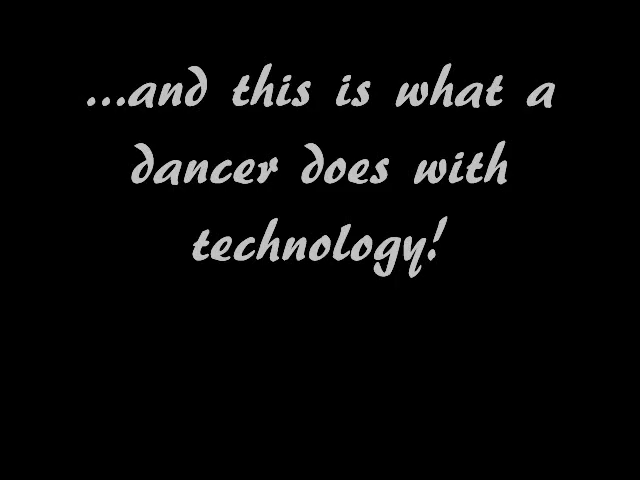 ...and this is what a
dancer does with
technology!